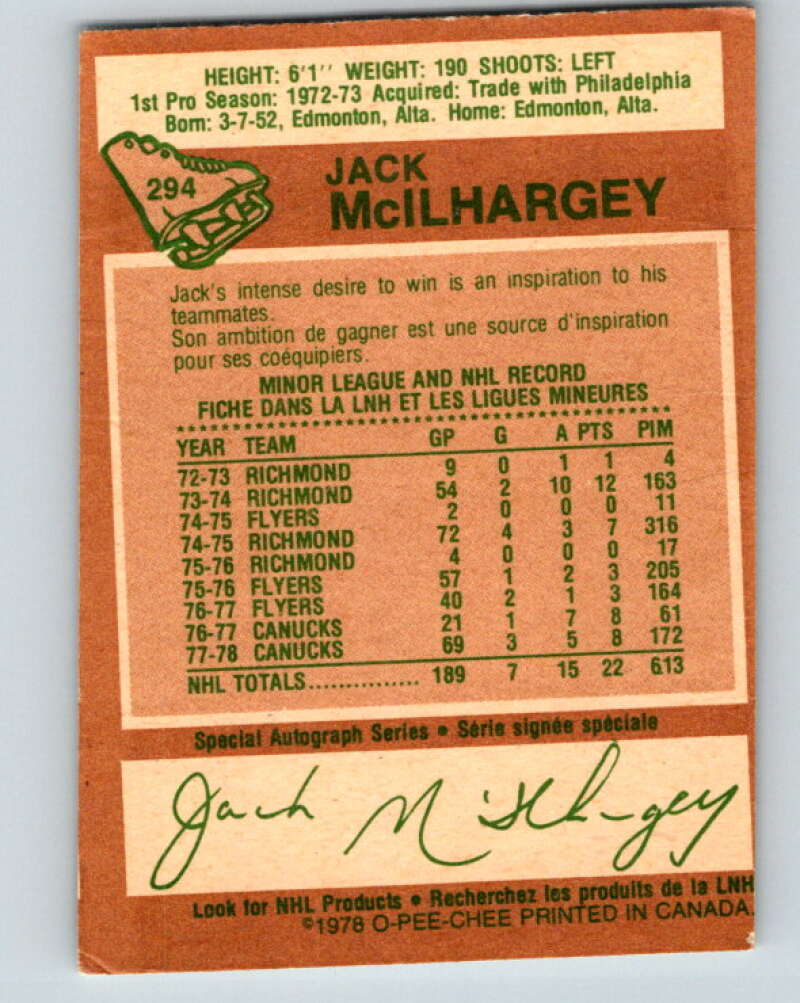 HEIGHT: 6'1'' WEIGHT: 190 SHOOTS: LEFT
1st Pro Season: 1972-73 Acquired: Trade with Philadelphia
Born: 3-7-52, Edmonton, Alta. Home: Edmonton, Alta.
294
JACK
McILHARGEY
Jack's intense desire to win is an inspiration to his
teammates.
Son ambition de gagner est une source d'inspiration
pour ses coéquipiers.
MINOR LEAGUE AND NHL RECORD
FICHE DANS LA LNH ET LES LIGUES MINEURES
YEAR TEAM GP G A PTS PIM
72-73 RICHMOND 9 0 1 1 4
73-74 RICHMOND 54 2 10 12 163
74-75 FLYERS 2 0 0 0 11
74-75 RICHMOND 72 4 3 7 316
75-76 RICHMOND 4 0 0 0 17
75-76 FLYERS 57 1 2 3 205
76-77 FLYERS 40 2 1 3 164
76-77 CANUCKS 21 1 7 8 61
77-78 CANUCKS 69 3 5 8 172
NHL TOTALS............... 189 7 15 22 613
Special Autograph Series • Série signée spéciale
Jack McIlhargey
Look for NHL Products • Recherchez les produits de la LNH
©1978 O-PEE-CHEE PRINTED IN CANADA.